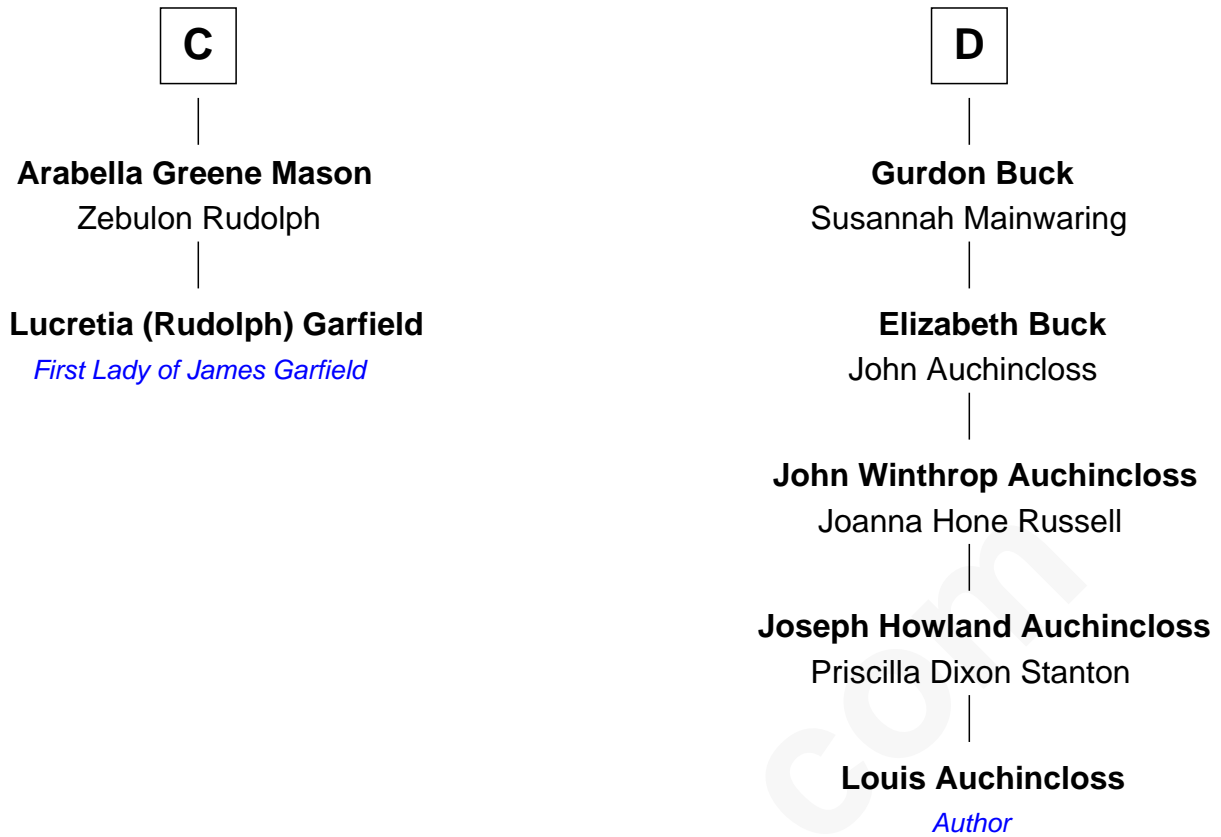 C
Arabella Greene Mason
Zebulon Rudolph
Lucretia (Rudolph) Garfield
First Lady of James Garfield
D
Gurdon Buck
Susannah Mainwaring
Elizabeth Buck
John Auchincloss
John Winthrop Auchincloss
Joanna Hone Russell
Joseph Howland Auchincloss
Priscilla Dixon Stanton
Louis Auchincloss
Author
com